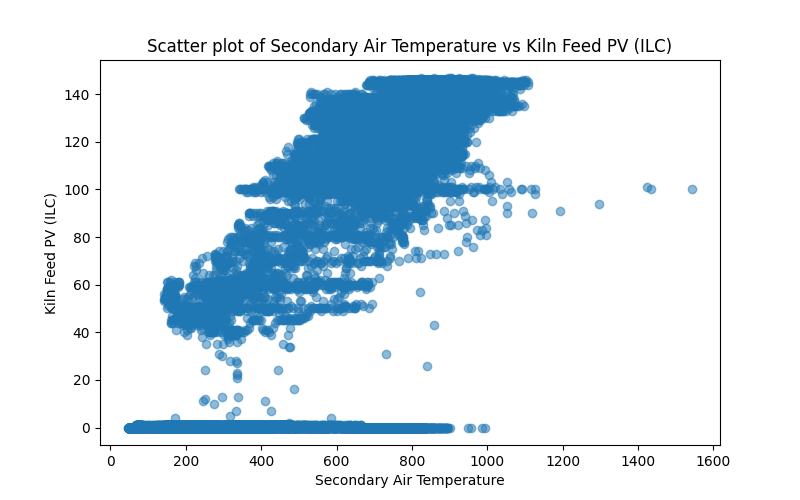 Scatter plot of Secondary Air Temperature vs Kiln Feed PV (ILC)
140
120
100
80
60
40
20
0
Kiln Feed PV (ILC)
0 200 400 600 800 1000 1200 1400 1600
Secondary Air Temperature